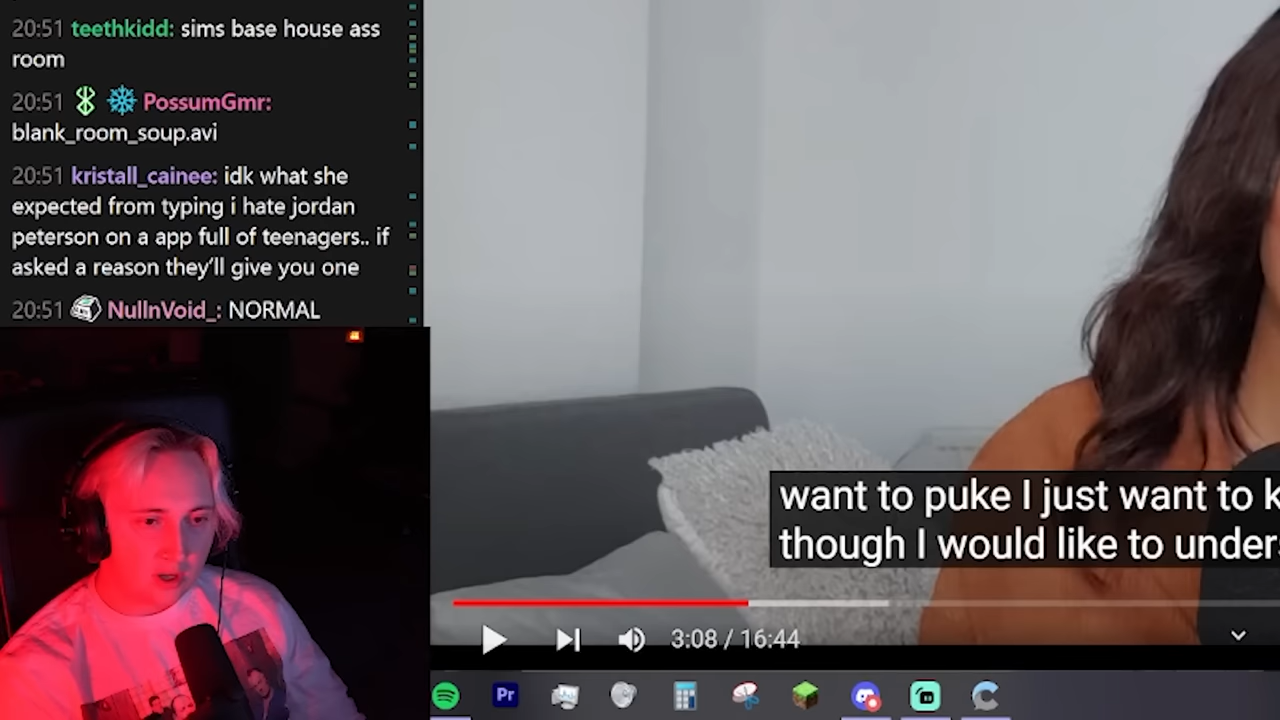 20:51 teethkidd: sims base house ass
room
20:51 PossumGmr:
blank_room_soup.avi
20:51 kristall_cainee: idk what she
expected from typing i hate jordan
peterson on a app full of teenagers.. if
asked a reason they'll give you one
20:51 NullnVoid_: NORMAL
want to puke I just want to k
though I would like to unders
3:08 / 16:44
Pr